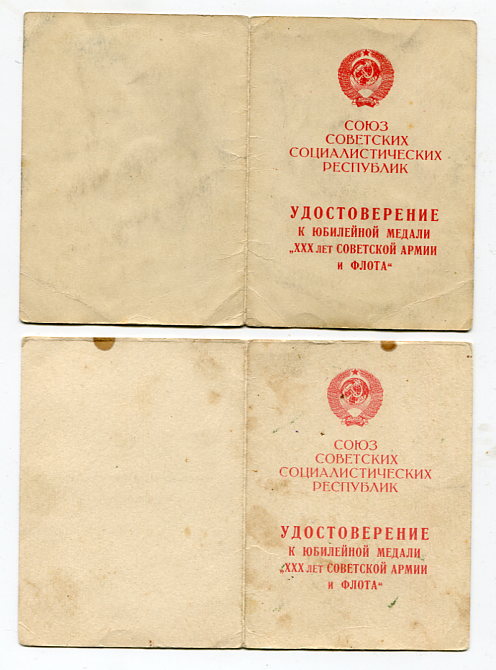 СОЮЗ
СОВЕТСКИХ
СОЦИАЛИСТИЧЕСКИХ
РЕСПУБЛИК
УДОСТОВЕРЕНИЕ
К ЮБИЛЕЙНОЙ МЕДАЛИ
„XXX ЛЕТ СОВЕТСКОЙ АРМИИ
И ФЛОТА“
СОЮЗ
СОВЕТСКИХ
СОЦИАЛИСТИЧЕСКИХ
РЕСПУБЛИК
УДОСТОВЕРЕНИЕ
К ЮБИЛЕЙНОЙ МЕДАЛИ
„XXX ЛЕТ СОВЕТСКОЙ АРМИИ
И ФЛОТА“